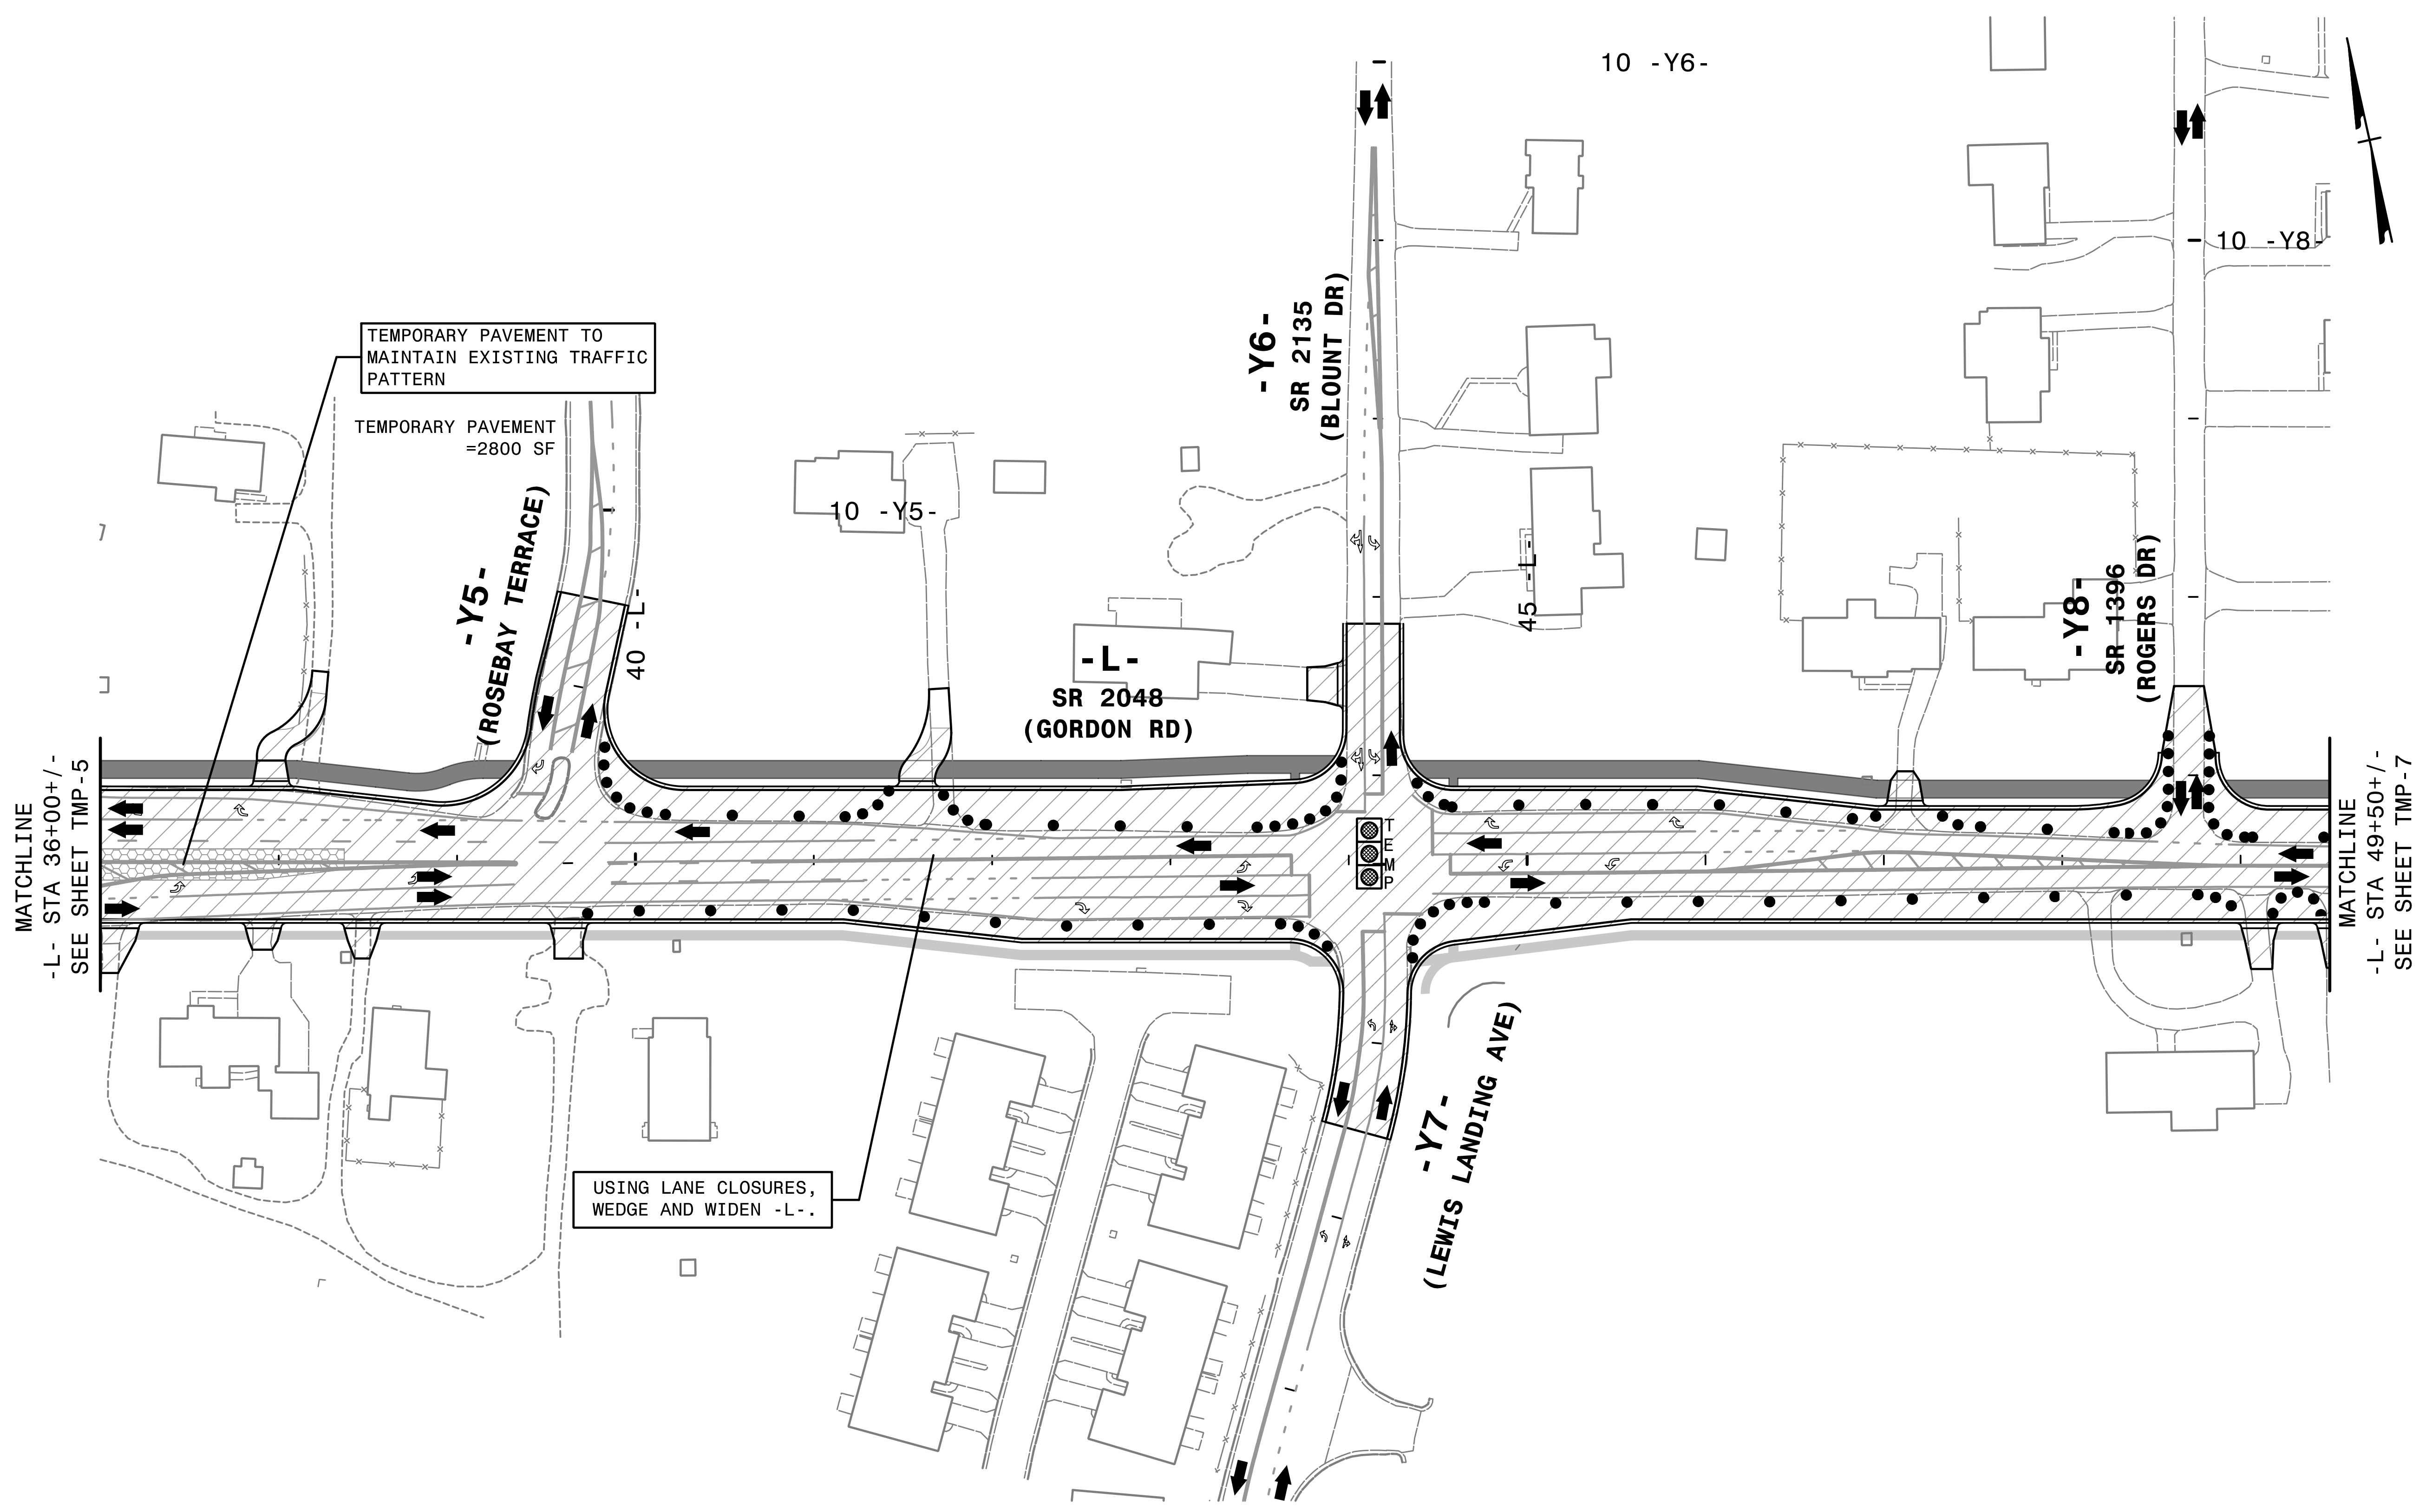 10 -Y6-
10 -Y8-
-Y6-
SR 2135
(BLOUNT DR)
TEMPORARY PAVEMENT TO
MAINTAIN EXISTING TRAFFIC
PATTERN
TEMPORARY PAVEMENT
=2800 SF
10 -Y5-
-Y5-
(ROSEBAY TERRACE)
40 -L-
45 -L-
-L-
SR 2048
(GORDON RD)
-Y8-
SR 1396
(ROGERS DR)
MATCHLINE
-L- STA 36+00+/-
SEE SHEET TMP-5
TEMP
MATCHLINE
-L- STA 49+50+/-
SEE SHEET TMP-7
-Y7-
(LEWIS LANDING AVE)
USING LANE CLOSURES,
WEDGE AND WIDEN -L-.